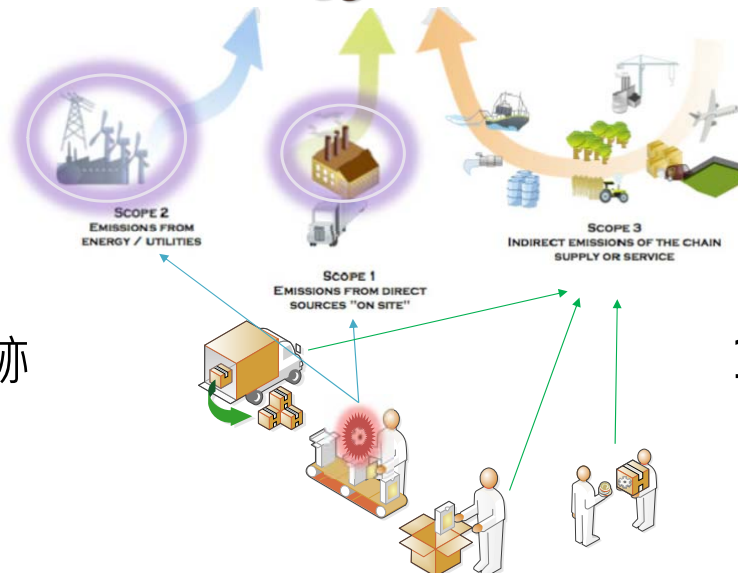 SCOPE 2
EMISSIONS FROM
ENERGY / UTILITIES
SCOPE 1
EMISSIONS FROM DIRECT
SOURCES "ON SITE"
SCOPE 3
INDIRECT EMISSIONS OF THE CHAIN
SUPPLY OR SERVICE
亦